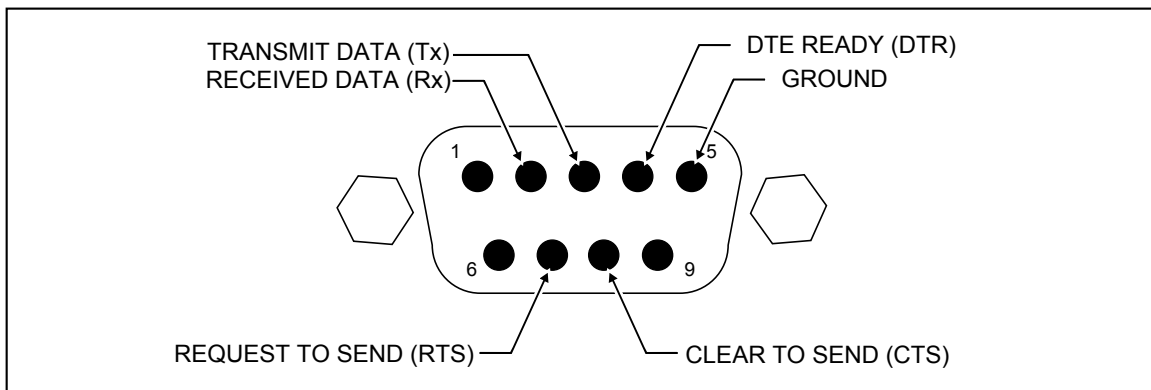 TRANSMIT DATA (Tx)
DTE READY (DTR)
RECEIVED DATA (Rx)
GROUND
1
5
6
9
REQUEST TO SEND (RTS)
CLEAR TO SEND (CTS)